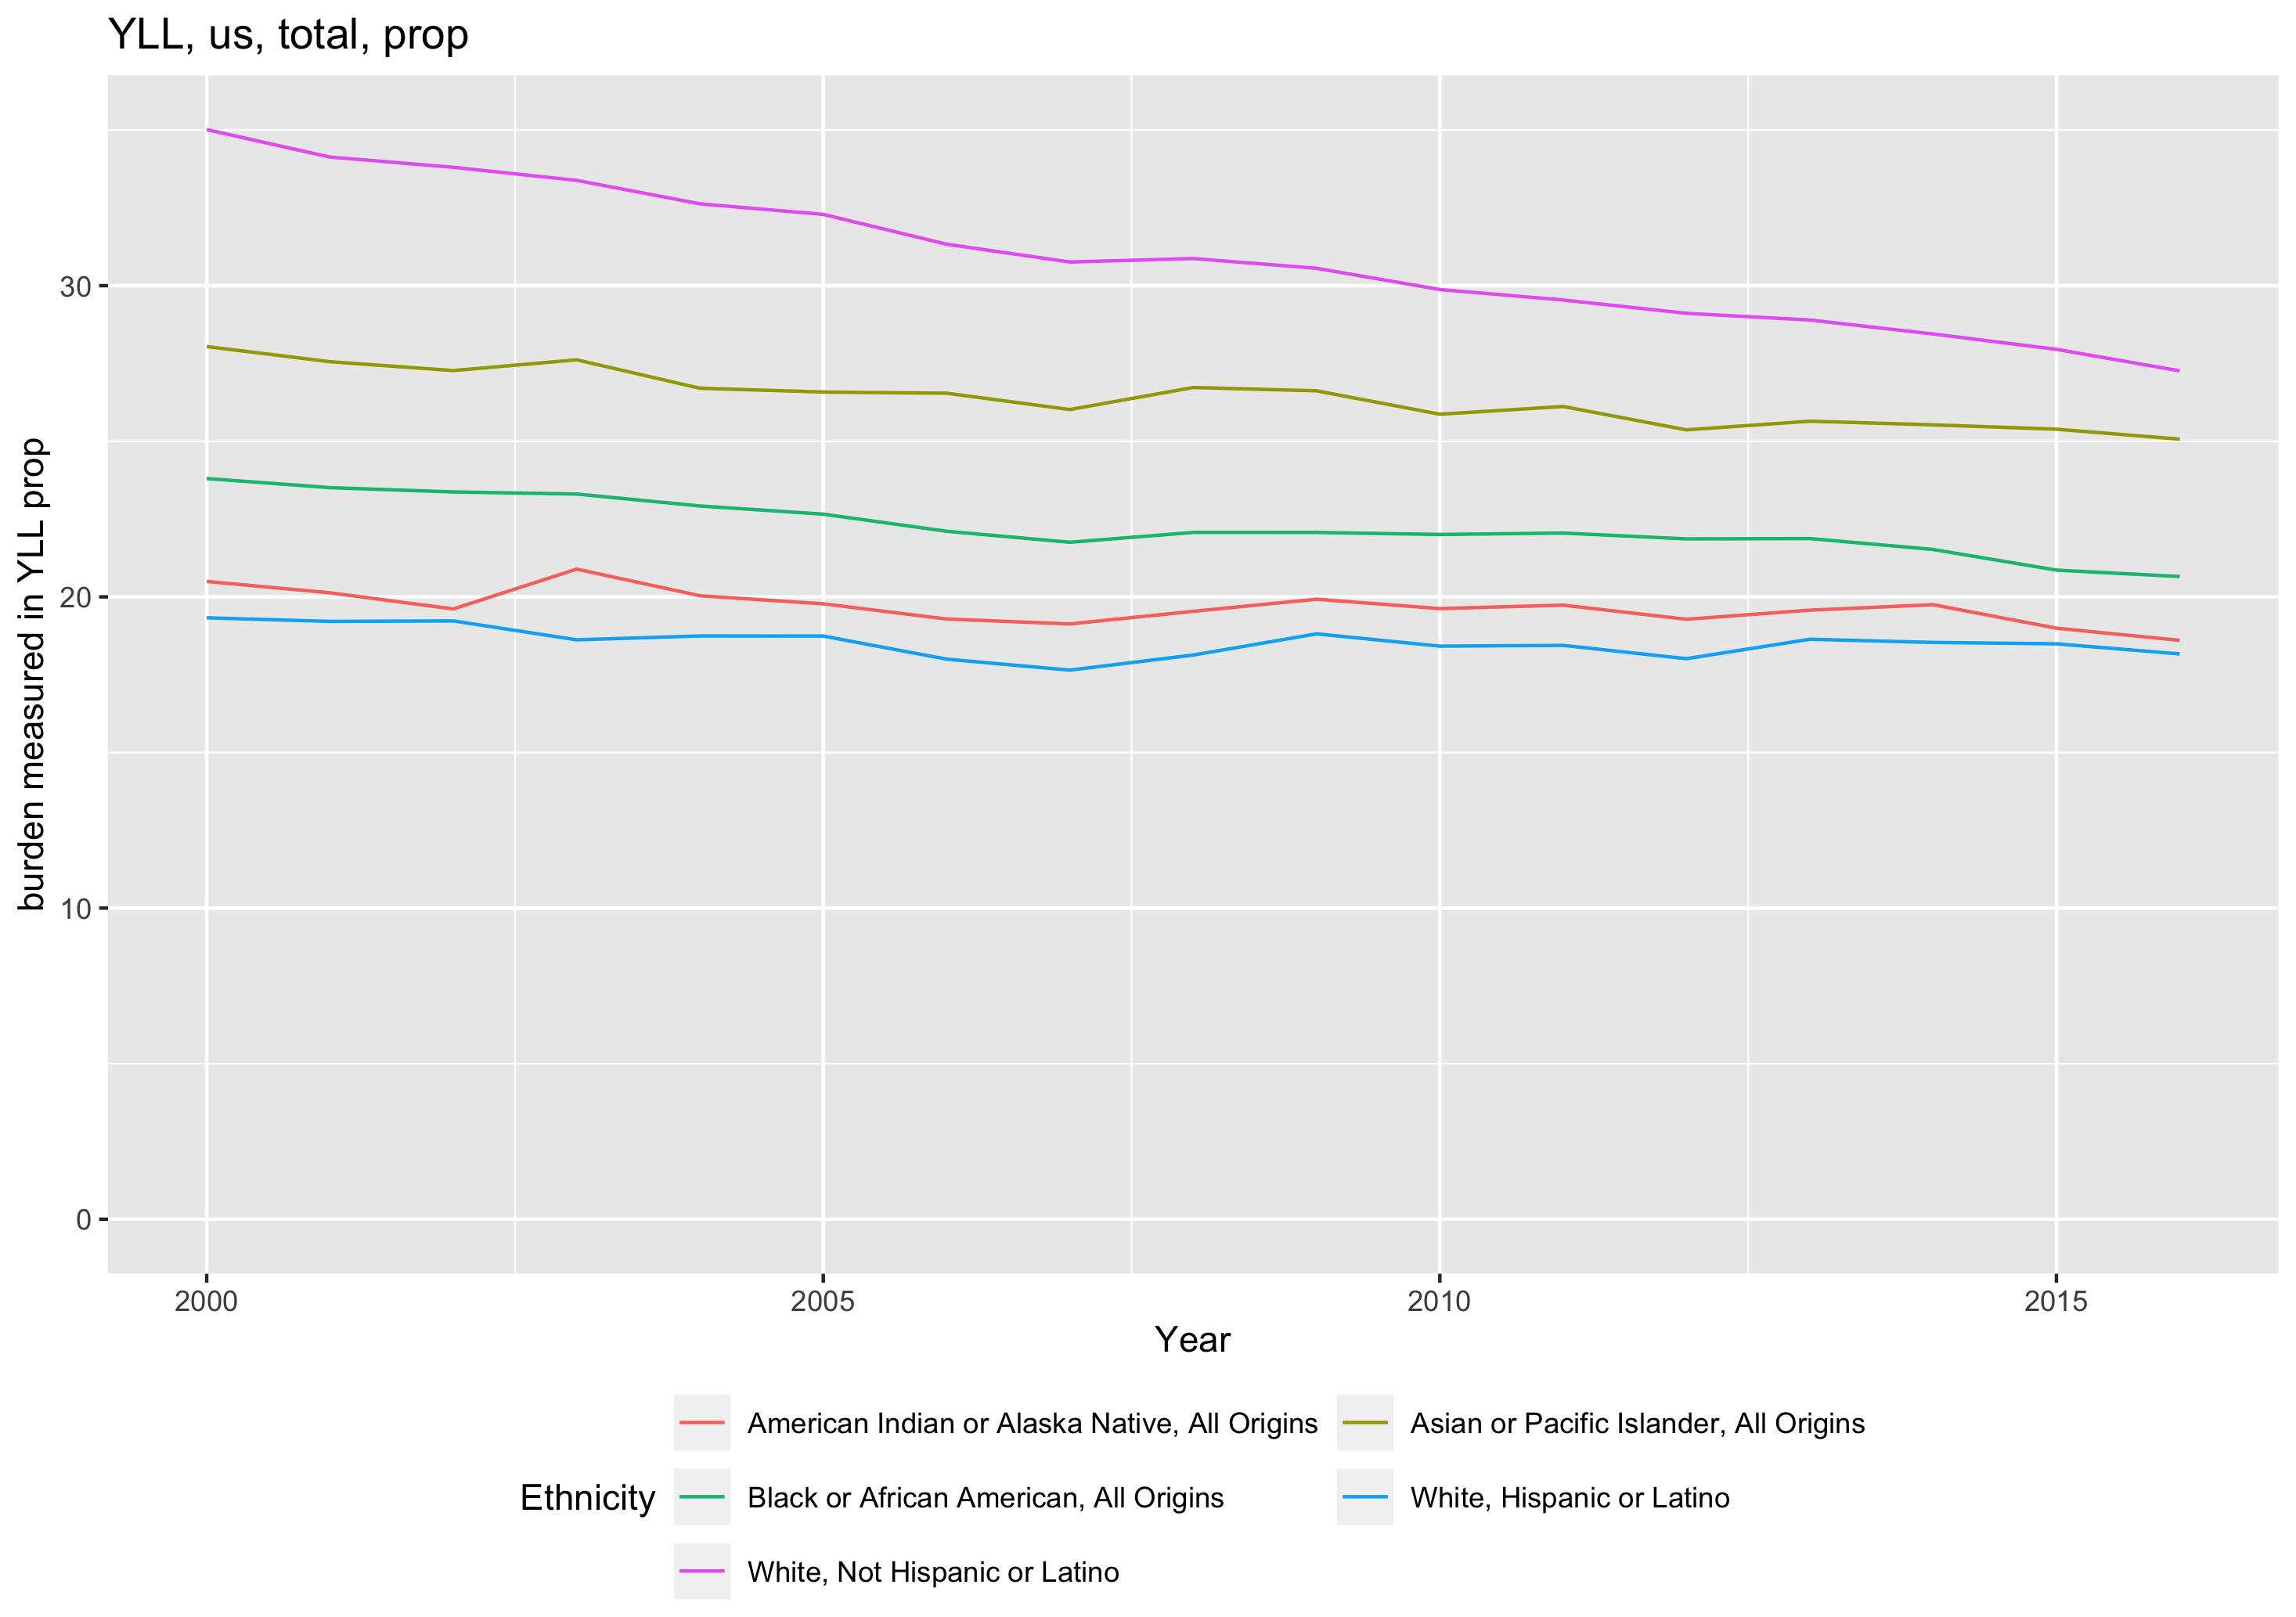 YLL, us, total, prop
burden measured in YLL prop
30
20
10
0
2000
2005
2010
2015
Year
Ethnicity
American Indian or Alaska Native, All Origins
Asian or Pacific Islander, All Origins
Black or African American, All Origins
White, Hispanic or Latino
White, Not Hispanic or Latino